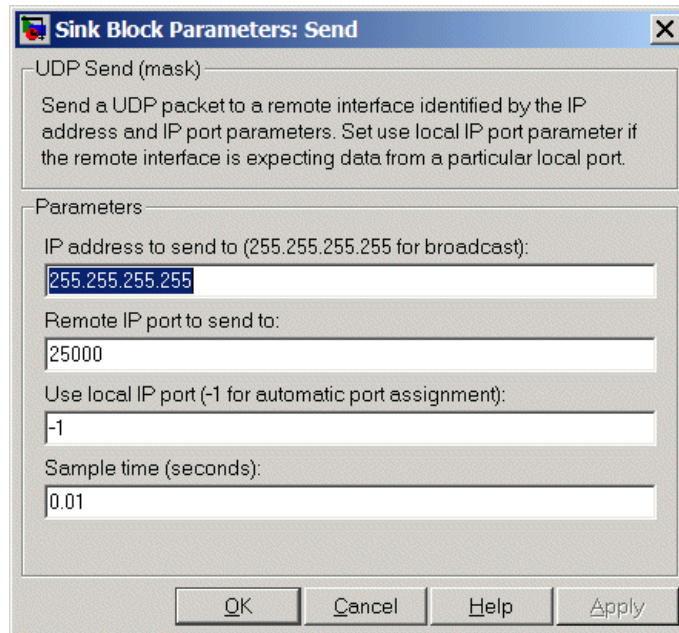 Sink Block Parameters: Send
UDP Send (mask)
Send a UDP packet to a remote interface identified by the IP
address and IP port parameters. Set use local IP port parameter if
the remote interface is expecting data from a particular local port.
Parameters
IP address to send to (255.255.255.255 for broadcast):
255.255.255.255
Remote IP port to send to:
25000
Use local IP port (-1 for automatic port assignment):
-1
Sample time (seconds):
0.01
OK Cancel Help Apply